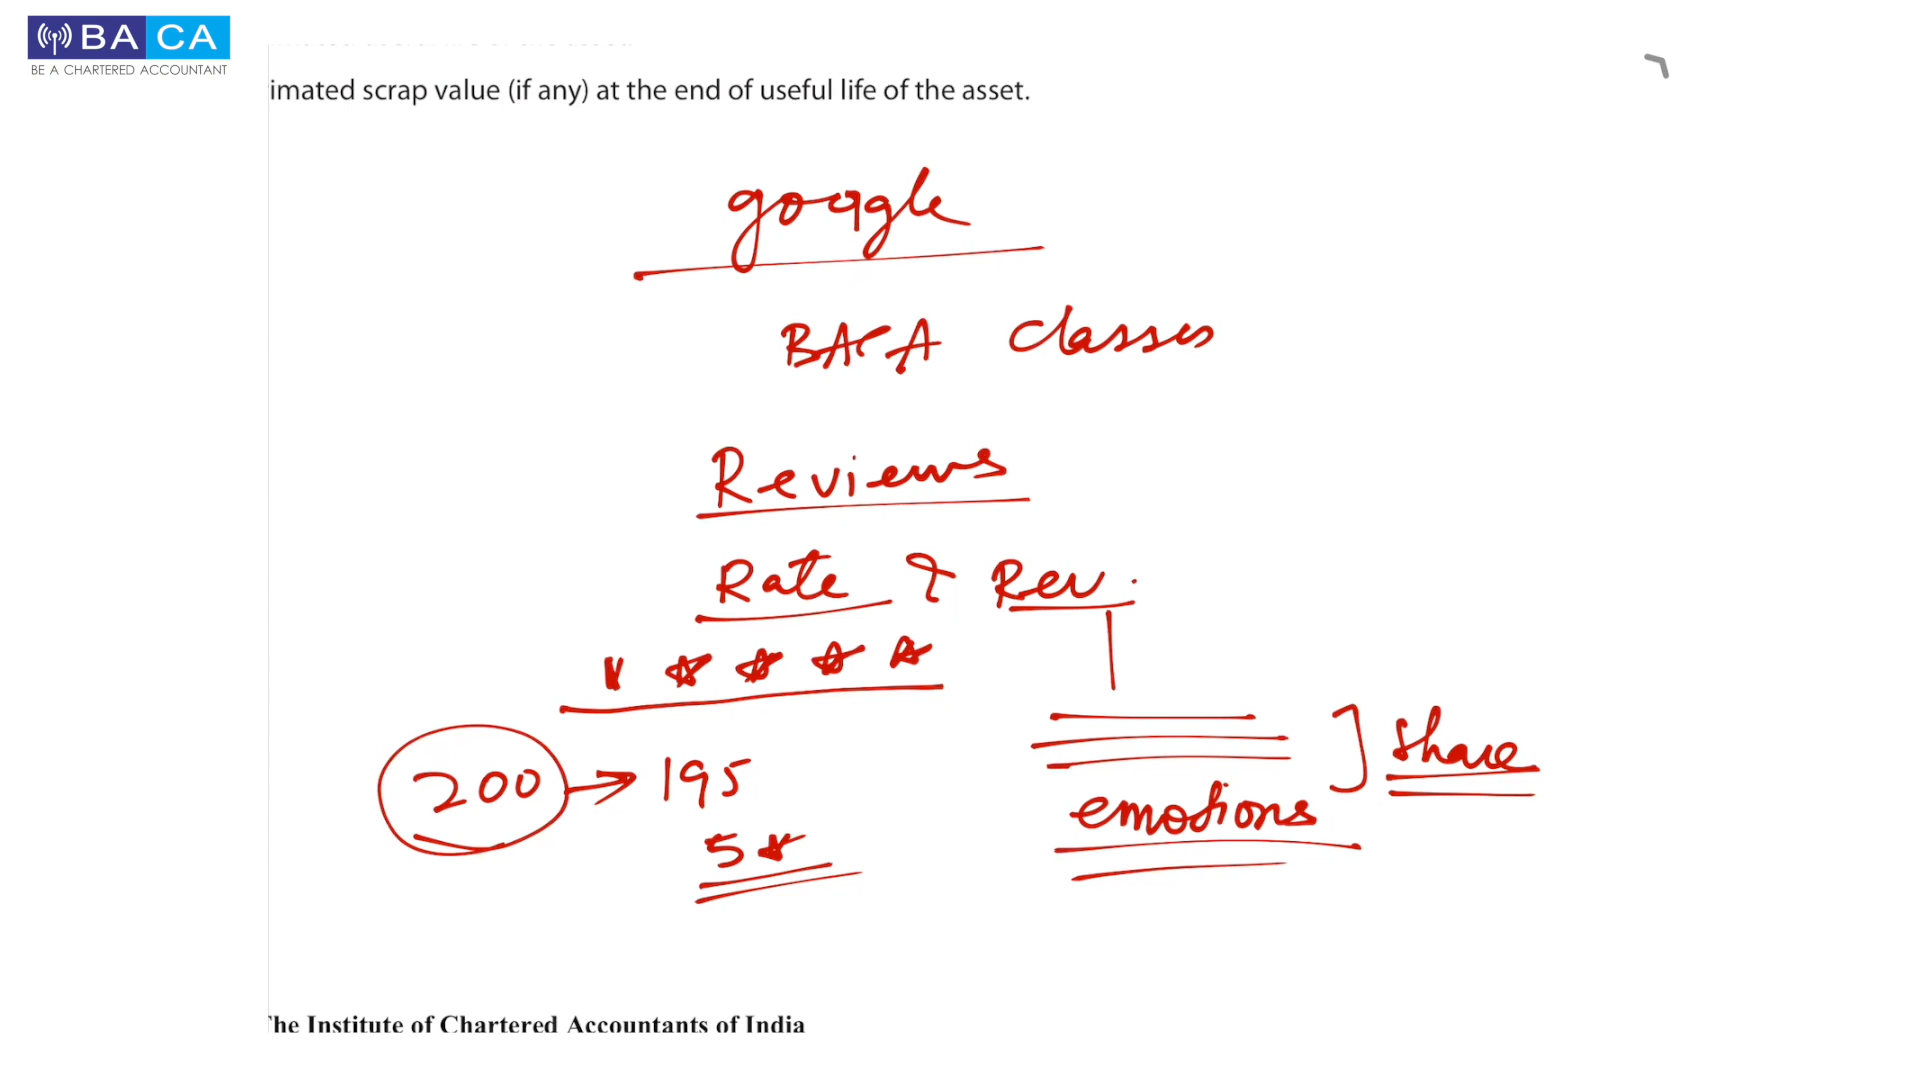 BA CA
BE A CHARTERED ACCOUNTANT
imated scrap value (if any) at the end of useful life of the asset.
google
BACA classes
Reviews
Rate & Rev.
200 → 195
5★
emotions
share
The Institute of Chartered Accountants of India